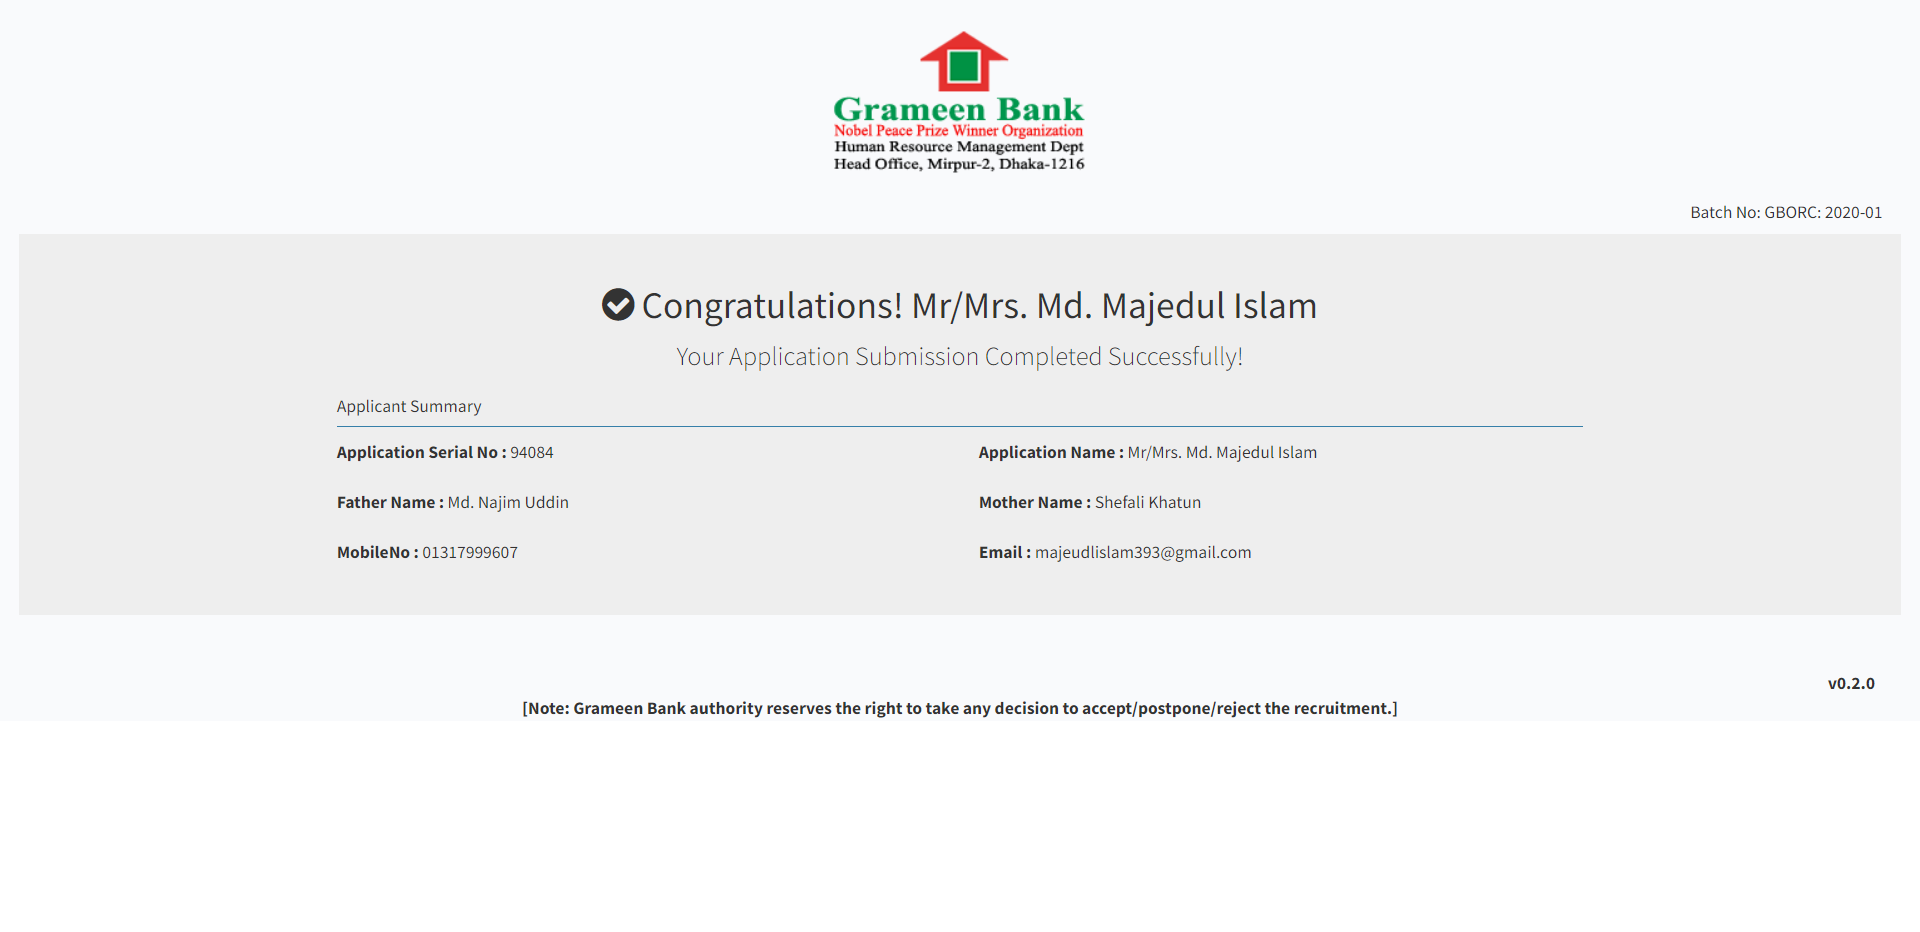 Grameen Bank
Nobel Peace Prize Winner Organization
Human Resource Management Dept
Head Office, Mirpur-2, Dhaka-1216
Batch No: GBORC: 2020-01
Congratulations! Mr/Mrs. Md. Majedul Islam
Your Application Submission Completed Successfully!
Applicant Summary
Application Serial No : 94084
Application Name : Mr/Mrs. Md. Majedul Islam
Father Name : Md. Najim Uddin
Mother Name : Shefali Khatun
MobileNo : 01317999607
Email : majeudlislam393@gmail.com
v0.2.0
[Note: Grameen Bank authority reserves the right to take any decision to accept/postpone/reject the recruitment.]